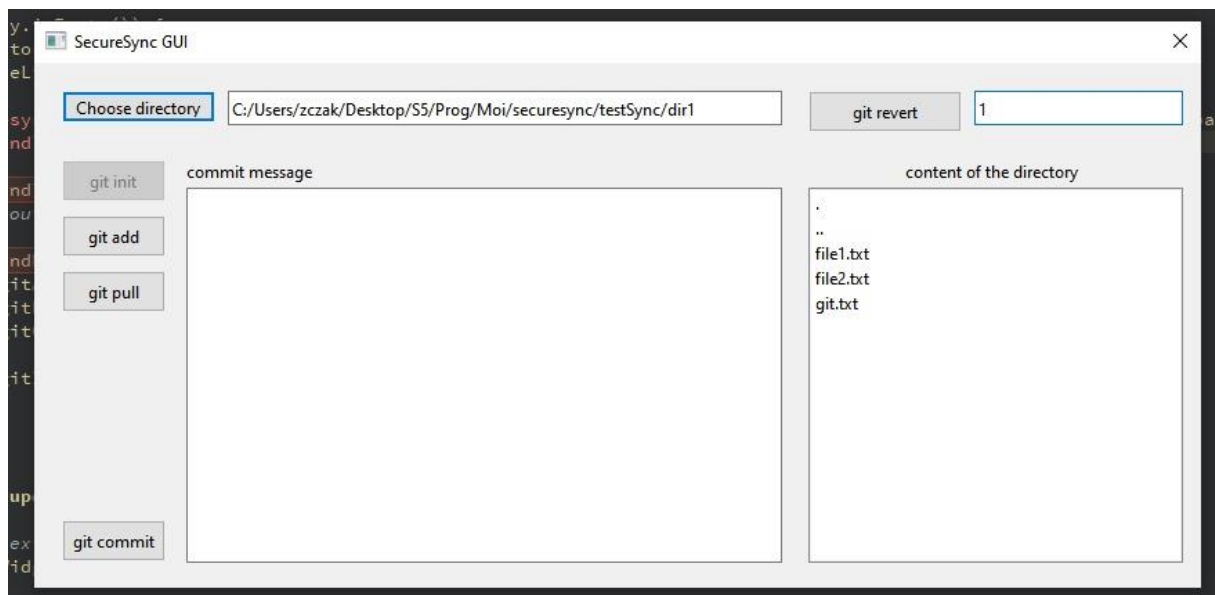 SecureSync GUI
Choose directory
C:/Users/zczak/Desktop/S5/Prog/Moi/securesync/testSync/dir1
git revert
1
git init
commit message
content of the directory
git add
git pull
git commit
.
..
file1.txt
file2.txt
git.txt